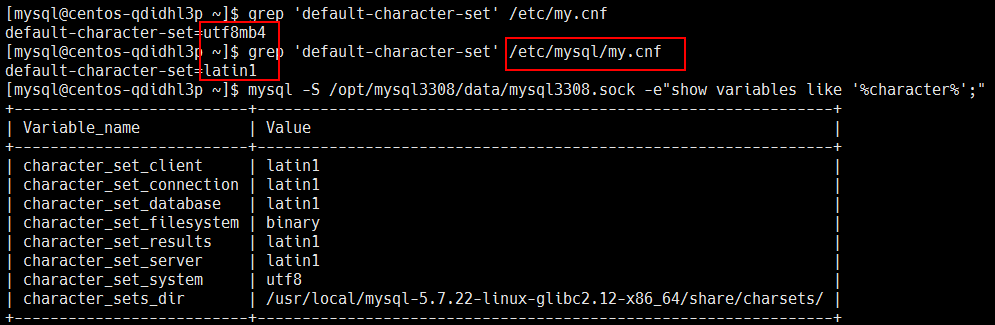 [mysql@centos-qdidhl3p ~]$ grep 'default-character-set' /etc/my.cnf
default-character-set=utf8mb4
[mysql@centos-qdidhl3p ~]$ grep 'default-character-set' /etc/mysql/my.cnf
default-character-set=latin1
[mysql@centos-qdidhl3p ~]$ mysql -S /opt/mysql3308/data/mysql3308.sock -e"show variables like '%character%';"
+--------------------------+----------------------------------------------------------------+
| Variable_name            | Value                                                          |
+--------------------------+----------------------------------------------------------------+
| character_set_client     | latin1                                                         |
| character_set_connection | latin1                                                         |
| character_set_database   | latin1                                                         |
| character_set_filesystem | binary                                                         |
| character_set_results    | latin1                                                         |
| character_set_server     | latin1                                                         |
| character_set_system     | utf8                                                           |
| character_sets_dir       | /usr/local/mysql-5.7.22-linux-glibc2.12-x86_64/share/charsets/ |
+--------------------------+----------------------------------------------------------------+